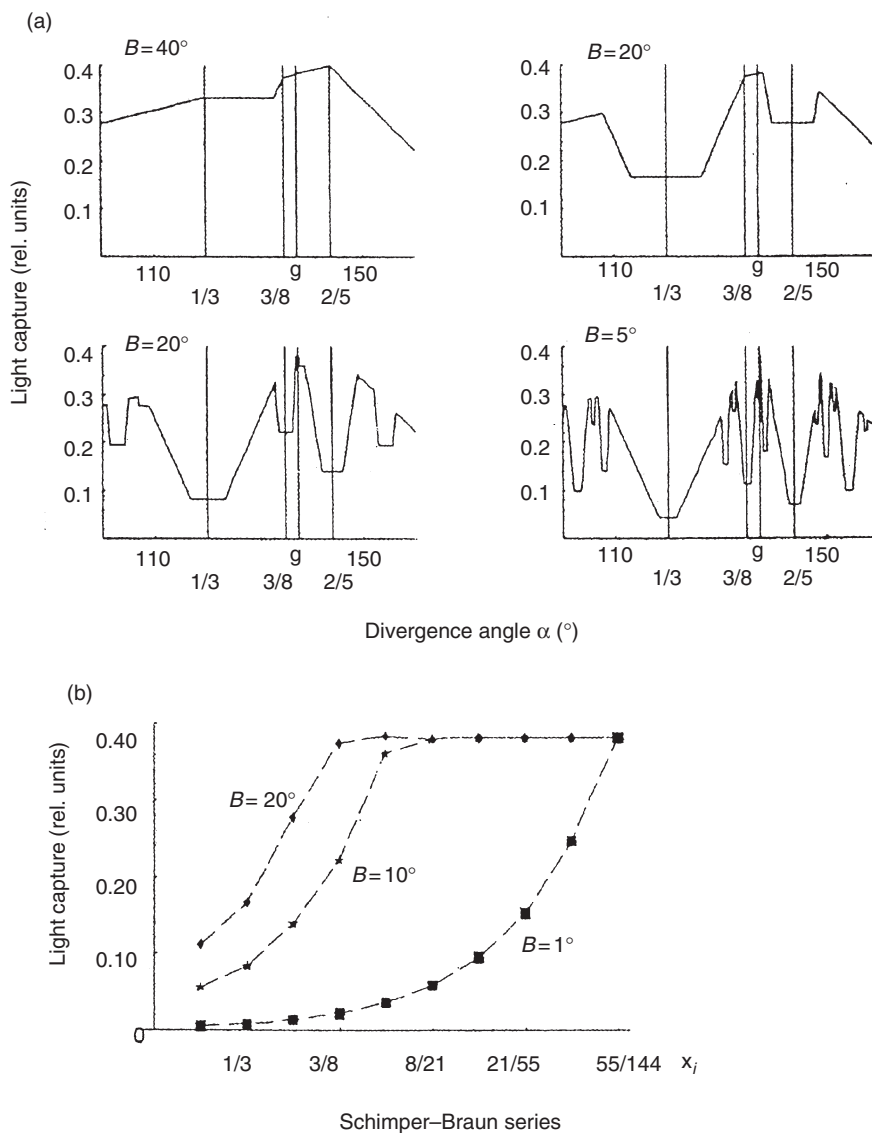 (a)
B=40°
B=20°
Light capture (rel. units)
0.4
0.3
0.2
0.1
110
g
150
1/3
3/8
2/5
0.4
0.3
0.2
0.1
110
g
150
1/3
3/8
2/5
B=20°
B=5°
0.4
0.3
0.2
0.1
110
g
150
1/3
3/8
2/5
0.4
0.3
0.2
0.1
110
g
150
1/3
3/8
2/5
Divergence angle α (°)
(b)
Light capture (rel. units)
0.40
0.30
0.20
0.10
0
B=20°
B=10°
B=1°
1/3
3/8
8/21
21/55
55/144
x_i
Schimper–Braun series